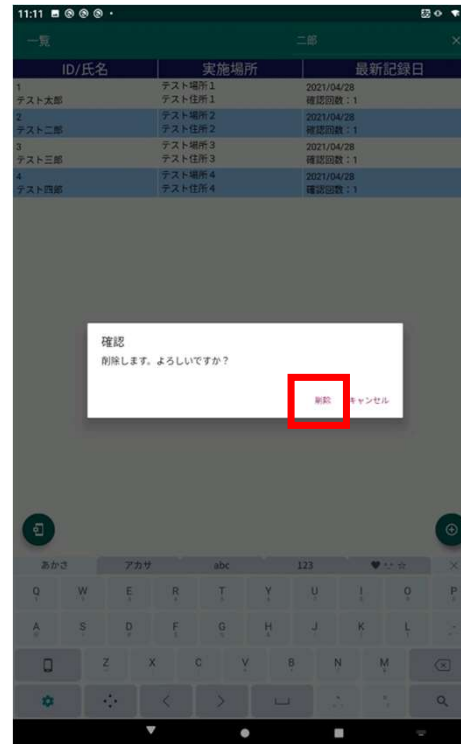 11:11
一覧 二郎 ×
ID/氏名 実施場所 最新記録日
1 テスト場所1 2021/04/28
テスト太郎 テスト住所1 確認回数:1
2 テスト場所2 2021/04/28
テスト二郎 テスト住所2 確認回数:1
3 テスト場所3 2021/04/28
テスト三郎 テスト住所3 確認回数:1
4 テスト場所4 2021/04/28
テスト四郎 テスト住所4 確認回数:1
確認
削除します。よろしいですか?
削除 キャンセル
あかさ アカサ abc 123 ♥
Q W E R T Y U I O P
A S D F G H J K L
Z X C V B N M